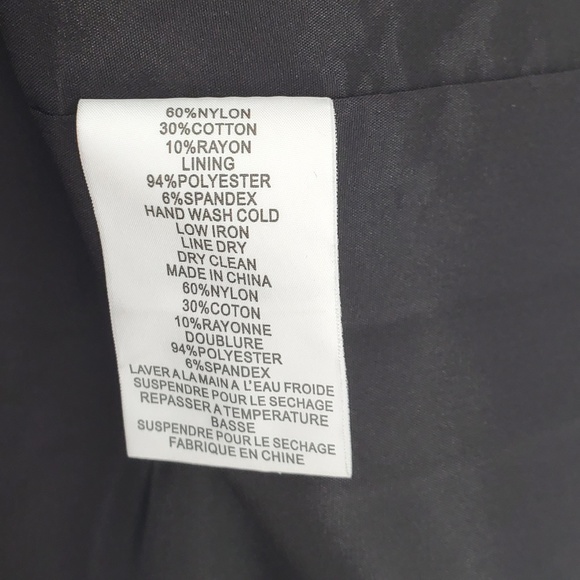 60%NYLON
30%COTTON
10%RAYON
LINING
94%POLYESTER
6%SPANDEX
HAND WASH COLD
LOW IRON
LINE DRY
DRY CLEAN
MADE IN CHINA
60%NYLON
30%COTON
10%RAYONNE
DOUBLURE
94%POLYESTER
6%SPANDEX
LAVER A LA MAIN A L'EAU FROIDE
SUSPENDRE POUR LE SECHAGE
REPASSER A TEMPERATURE
BASSE
SUSPENDRE POUR LE SECHAGE
FABRIQUE EN CHINE